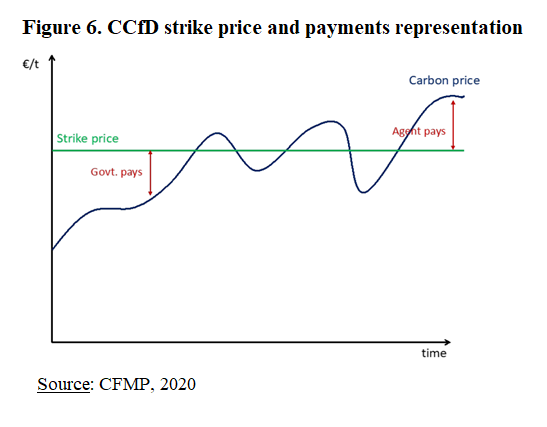 Figure 6. CCfD strike price and payments representation
€/t
Carbon price
Strike price
Agent pays
Govt. pays
time
Source: CFMP, 2020